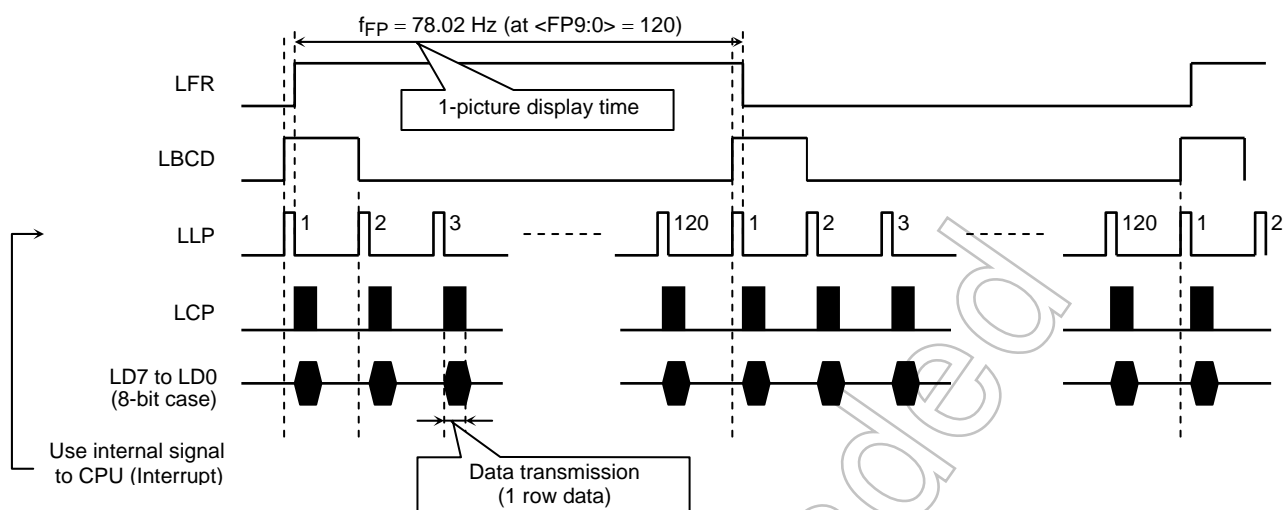 fFP = 78.02 Hz (at <FP9:0> = 120)
LFR
1-picture display time
LBCD
LLP
1
2
3
120
1
2
3
120
1
2
LCP
LD7 to LD0
(8-bit case)
Use internal signal
to CPU (Interrupt)
Data transmission
(1 row data)
ded